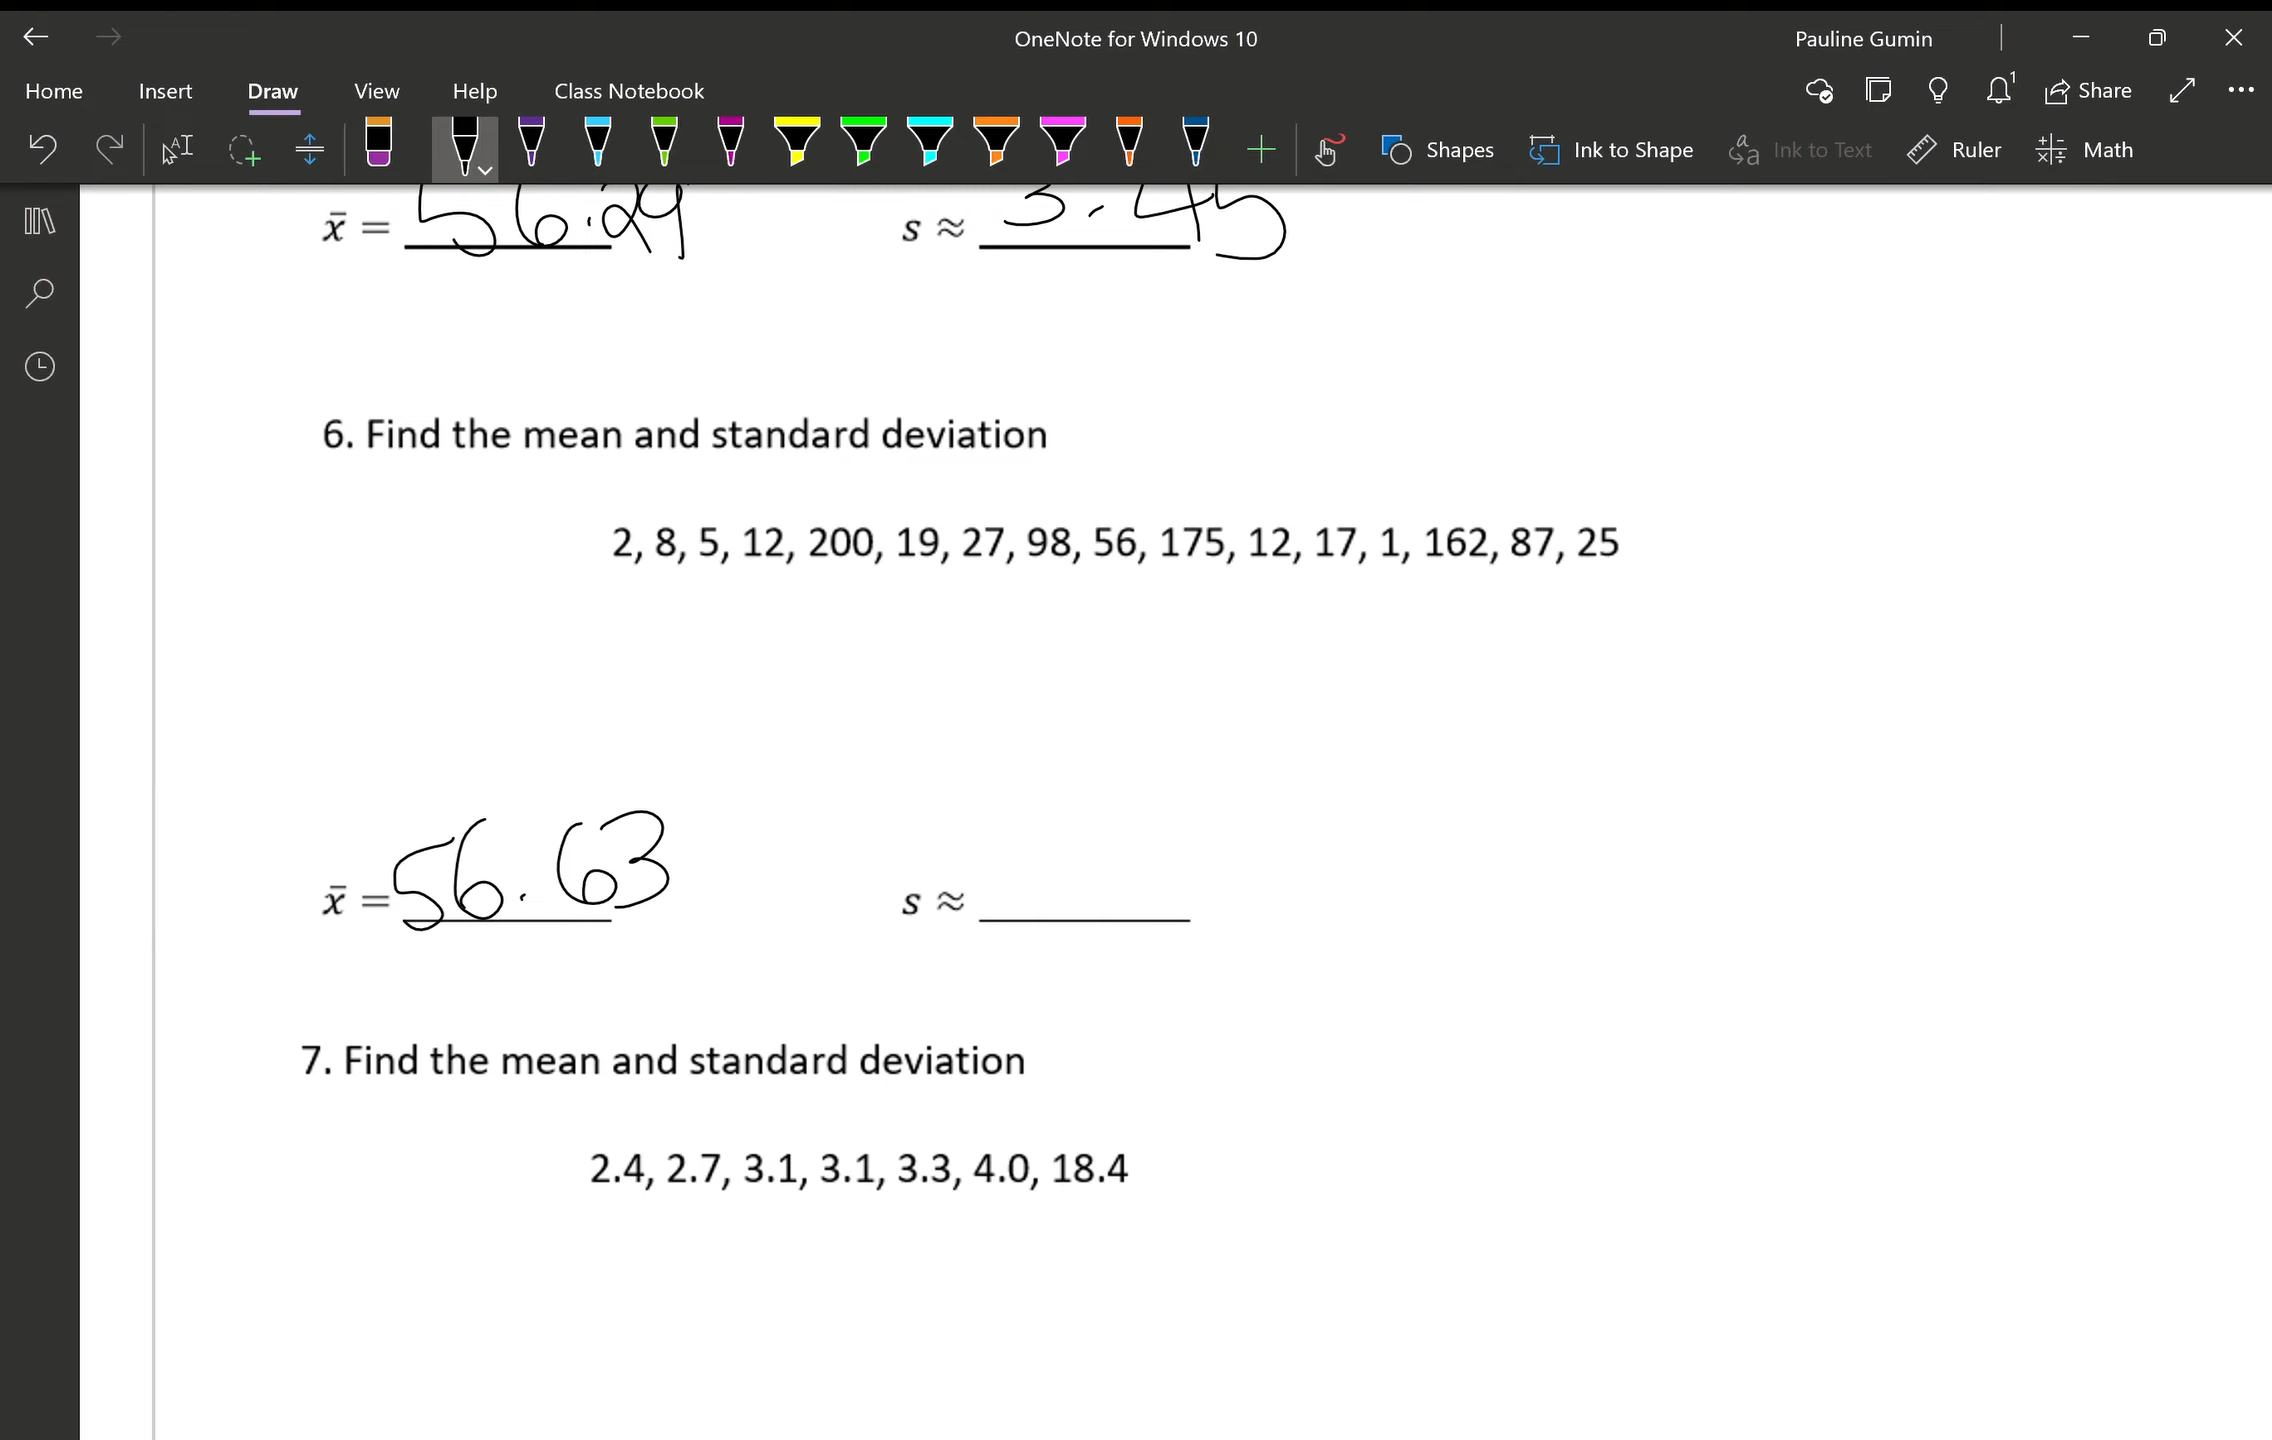 OneNote for Windows 10 Pauline Gumin
Home Insert Draw View Help Class Notebook 1 Share
Shapes Ink to Shape Ink to Text Ruler Math
x̄ = 56.29 s ≈ 3.45
6. Find the mean and standard deviation
2, 8, 5, 12, 200, 19, 27, 98, 56, 175, 12, 17, 1, 162, 87, 25
x̄ = 56.63 s ≈
7. Find the mean and standard deviation
2.4, 2.7, 3.1, 3.1, 3.3, 4.0, 18.4